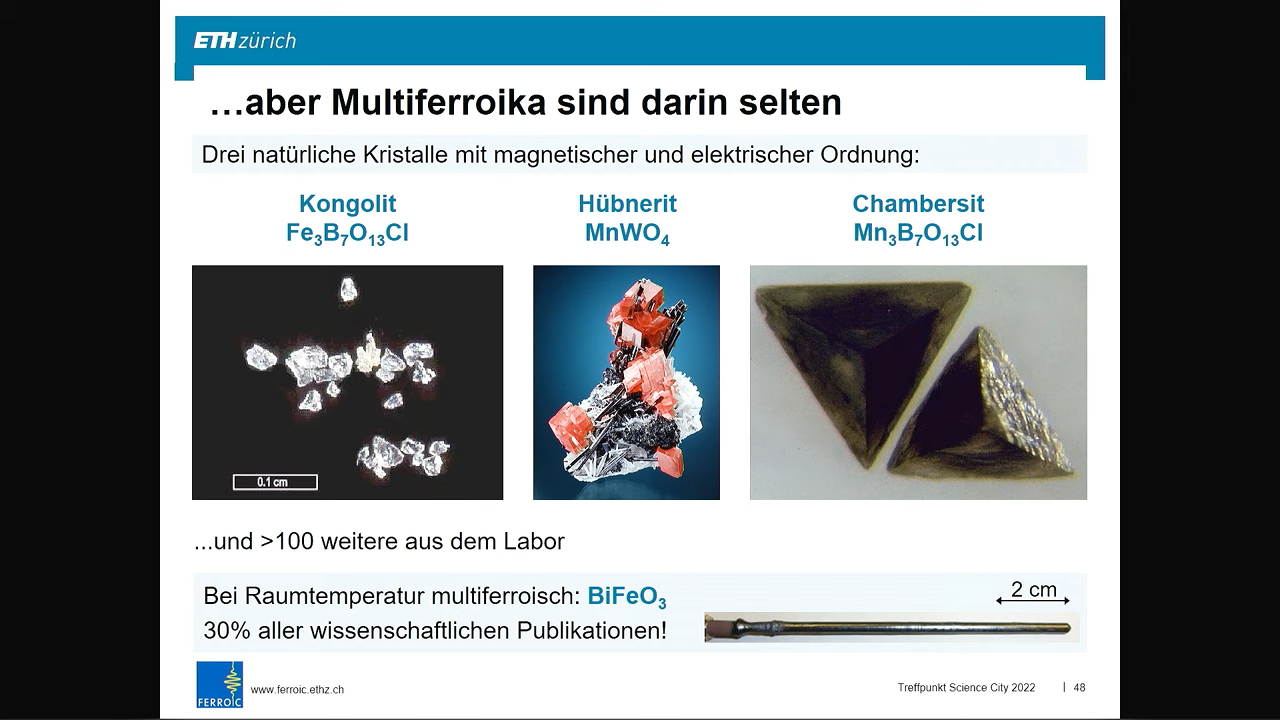 ETH zürich
…aber Multiferroika sind darin selten
Drei natürliche Kristalle mit magnetischer und elektrischer Ordnung:
Kongolit
Fe₃B₇O₁₃Cl
Hübnerit
MnWO₄
Chambersit
Mn₃B₇O₁₃Cl
0.1 cm
...und >100 weitere aus dem Labor
Bei Raumtemperatur multiferroisch: BiFeO₃
30% aller wissenschaftlichen Publikationen!
2 cm
FERROIC
www.ferroic.ethz.ch
Treffpunkt Science City 2022 | 48